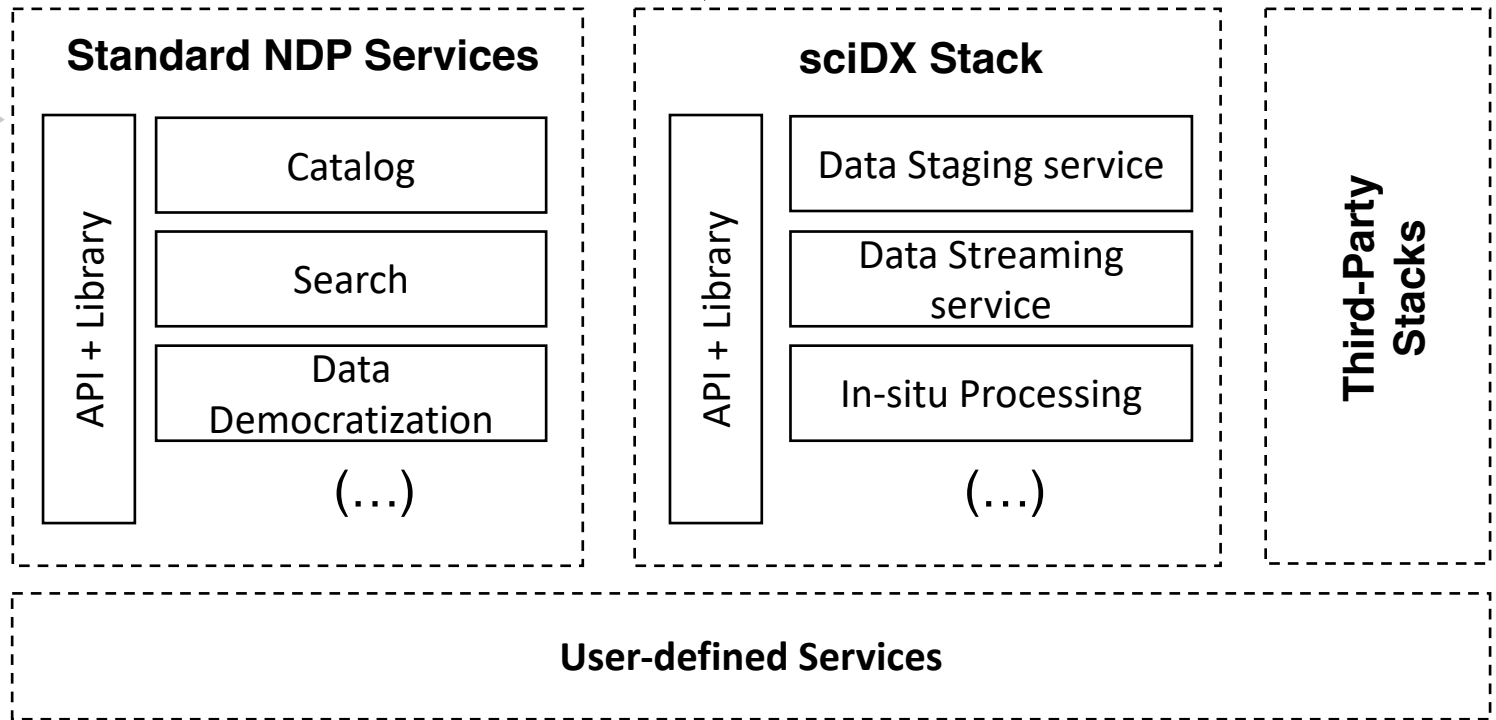 Standard NDP Services
API + Library
Catalog
Search
Data
Democratization
(...)
sciDX Stack
API + Library
Data Staging service
Data Streaming
service
In-situ Processing
(...)
Third-Party
Stacks
User-defined Services